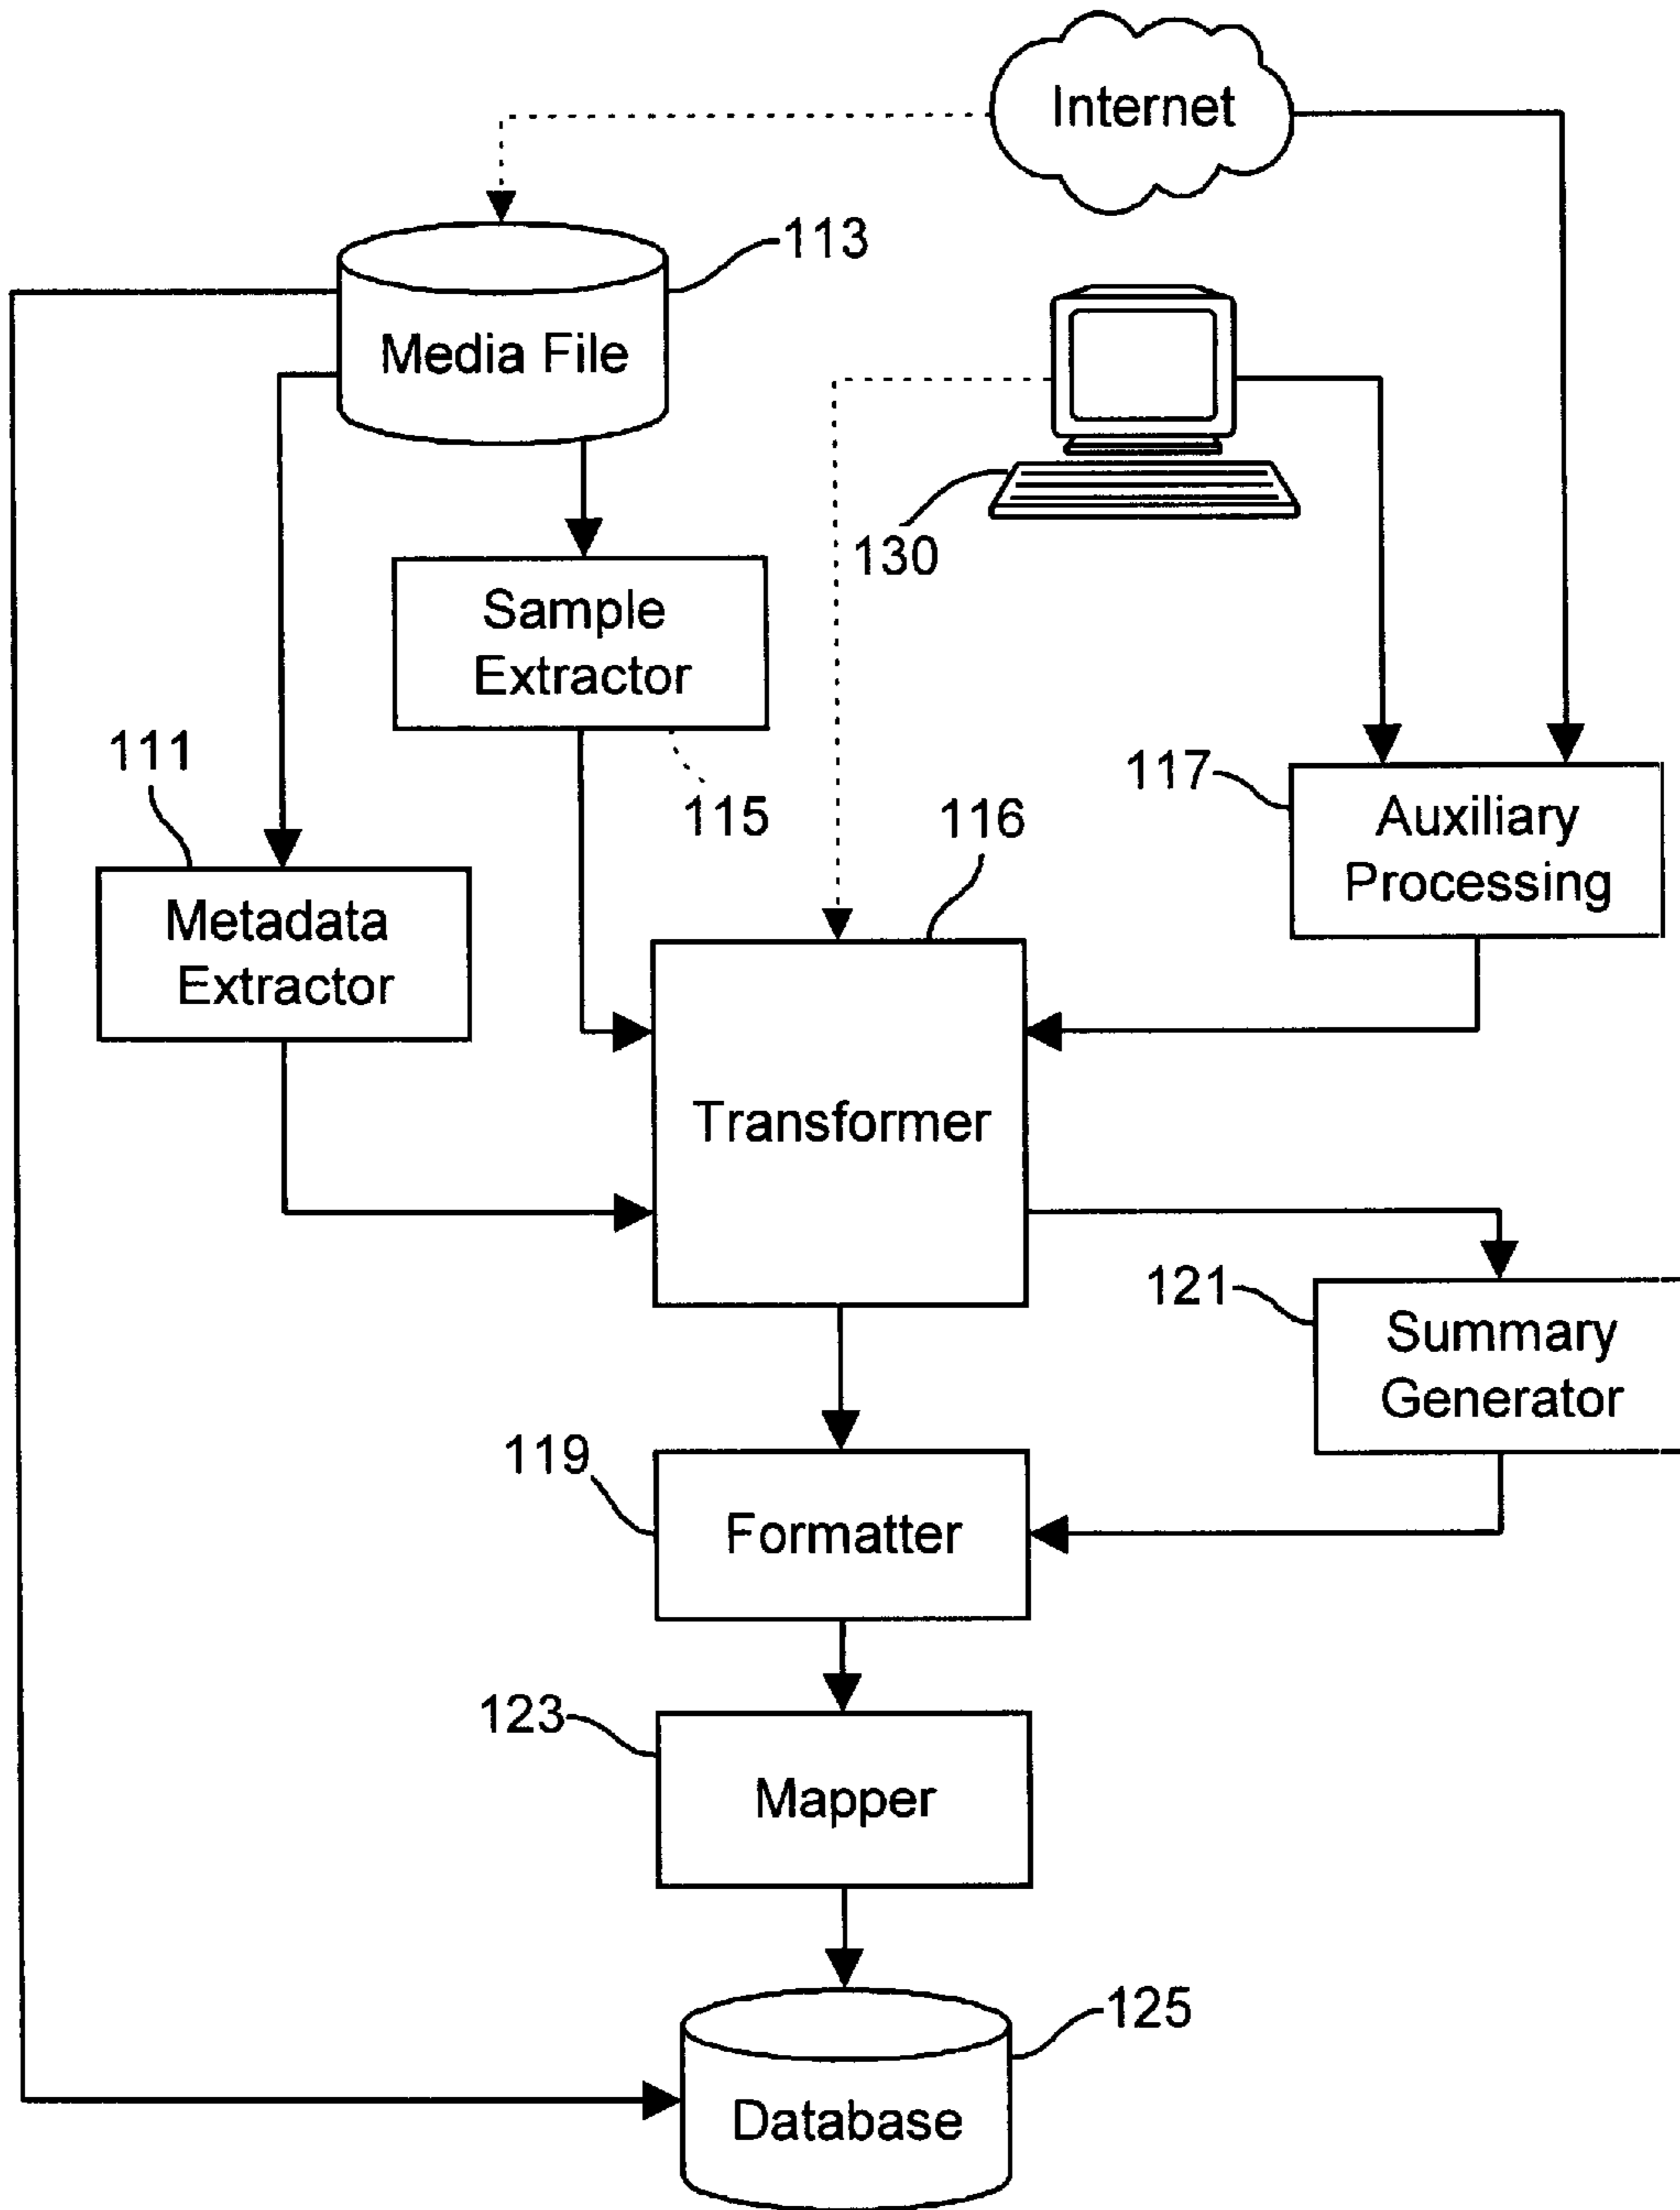 Internet
113
Media File
130
Sample
Extractor
115
111
Metadata
Extractor
117
Auxiliary
Processing
116
Transformer
121
Summary
Generator
119
Formatter
123
Mapper
125
Database